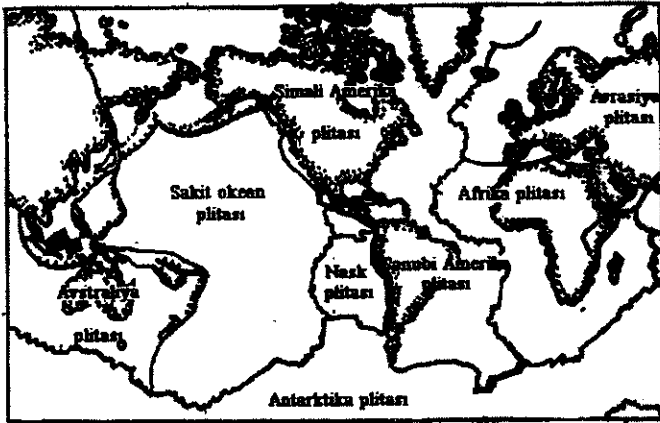 Şimali Amerika
plitası
Avrasiya
plitası
Sakit okean
plitası
Afrika plitası
Nask
plitası
Cənubi Amerika
plitası
Avstraliya
plitası
Antarktika plitası